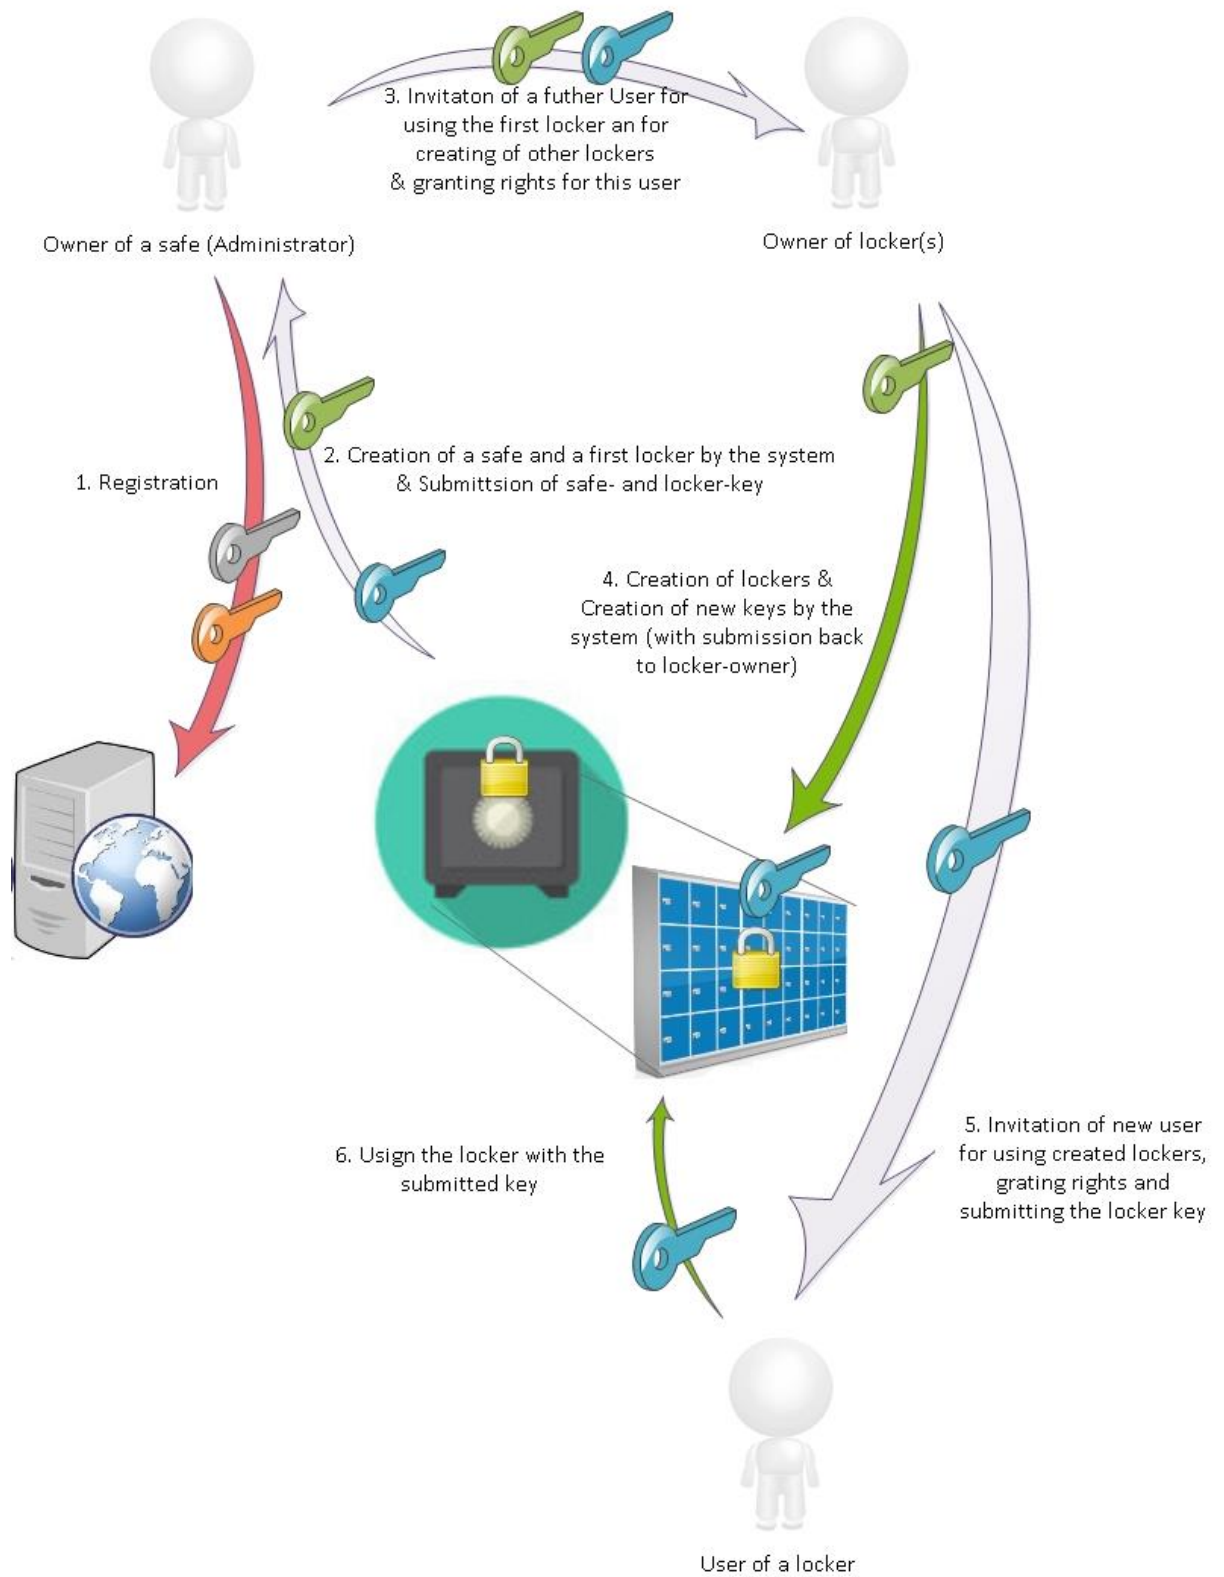 3. Invitaton of a futher User for
using the first locker an for
creating of other lockers
& granting rights for this user
Owner of a safe (Administrator)
Owner of locker(s)
2. Creation of a safe and a first locker by the system
& Submittsion of safe- and locker-key
1. Registration
4. Creation of lockers &
Creation of new keys by the
system (with submission back
to locker-owner)
5. Invitation of new user
for using created lockers,
grating rights and
submitting the locker key
6. Usign the locker with the
submitted key
User of a locker